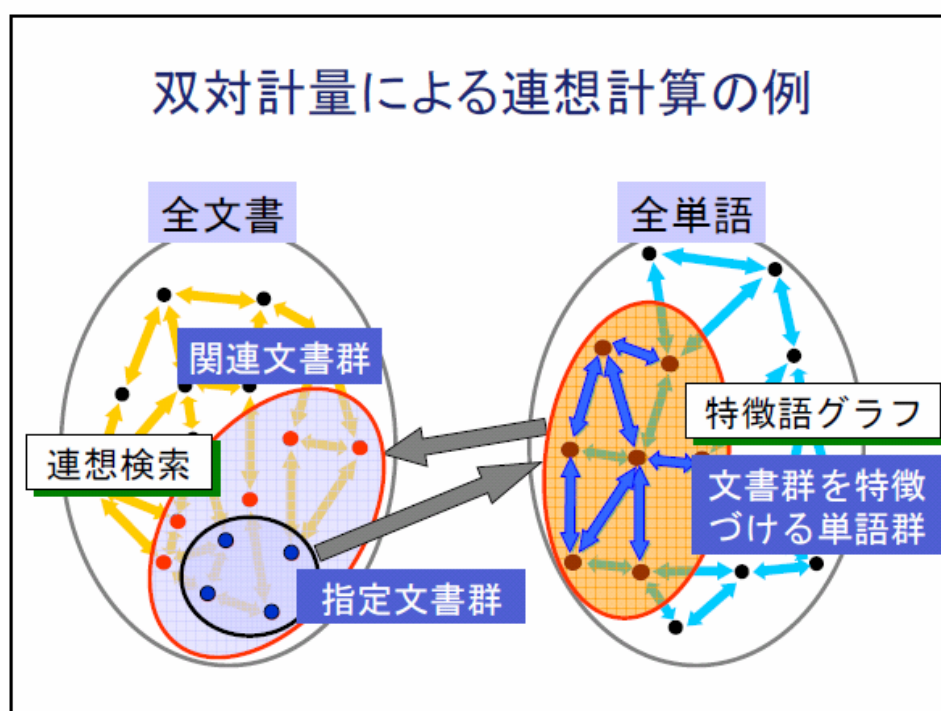 双対計量による連想計算の例
全文書
全単語
関連文書群
特徴語グラフ
連想検索
文書群を特徴
づける単語群
指定文書群